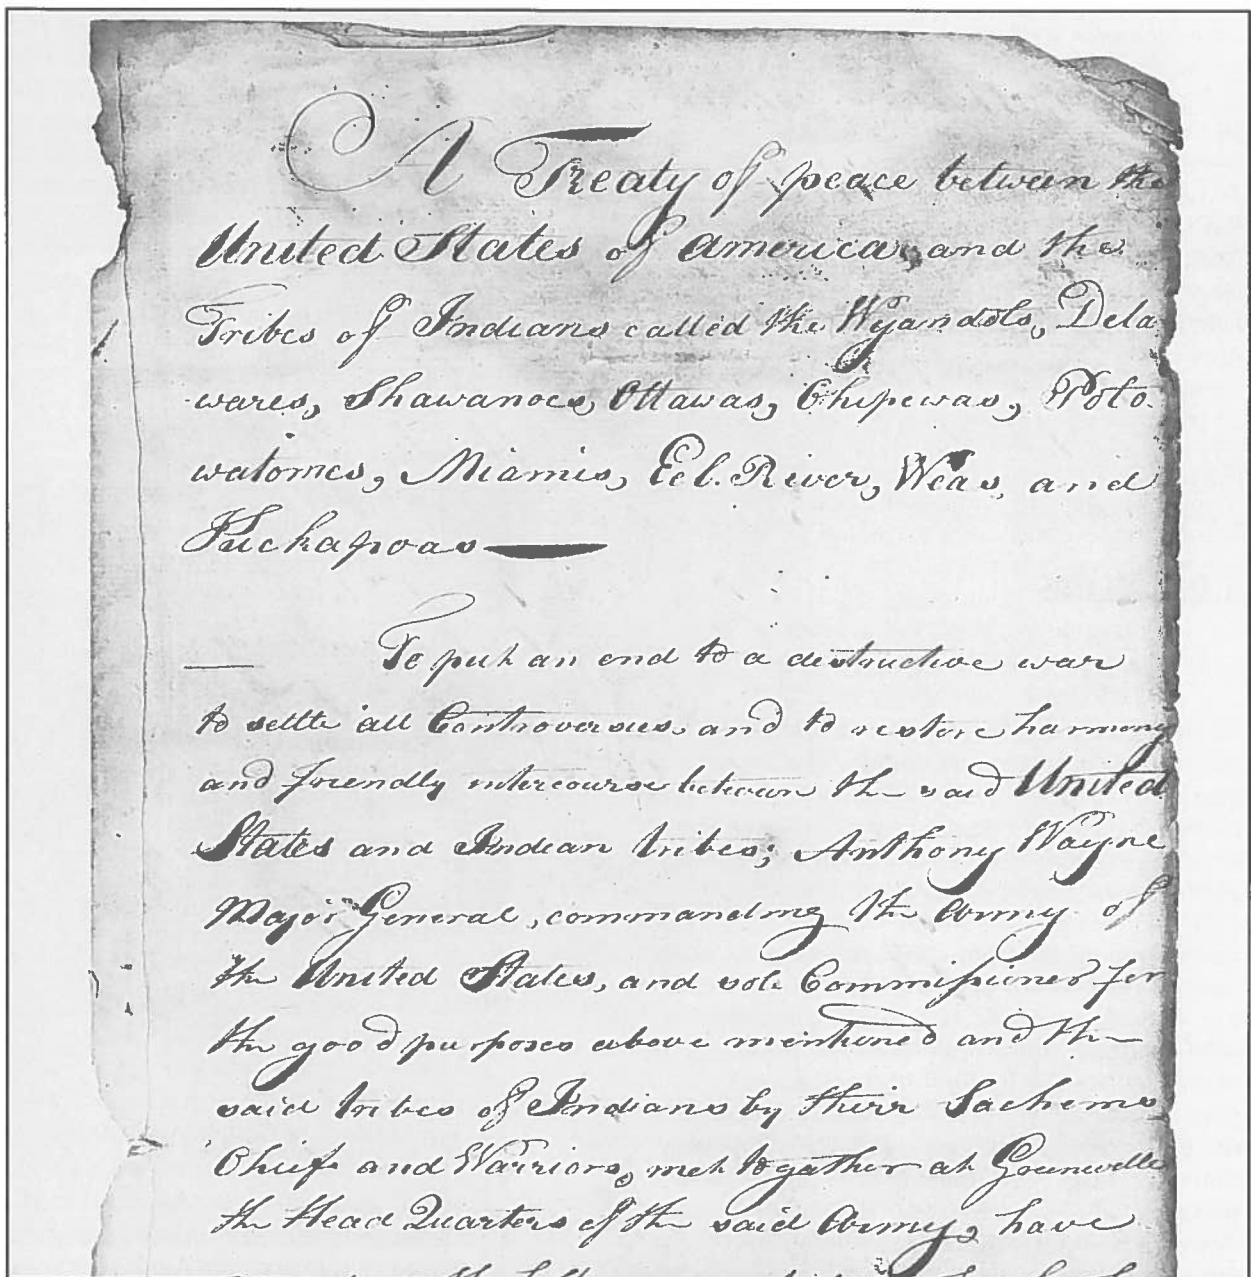 A Treaty of peace between the
United States of America, and the
Tribes of Indians called the Wyandots, Dela
wares, Shawanoes, Ottawas, Chipewas, Poto
watomes, Miamis, Eel. River, Weas, and
Kickapoas
To put an end to a destructive war
to settle all Controversies, and to restore harmony
and friendly intercourse between the said United
States and Indian tribes; Anthony Wayne
Major General, commanding the Army of
the United States, and sole Commissioner for
the good purposes above mentioned and the
said tribes of Indians by their Sachems
Chiefs and Warriors, met together at Greenville
the Head Quarters of the said Army, have